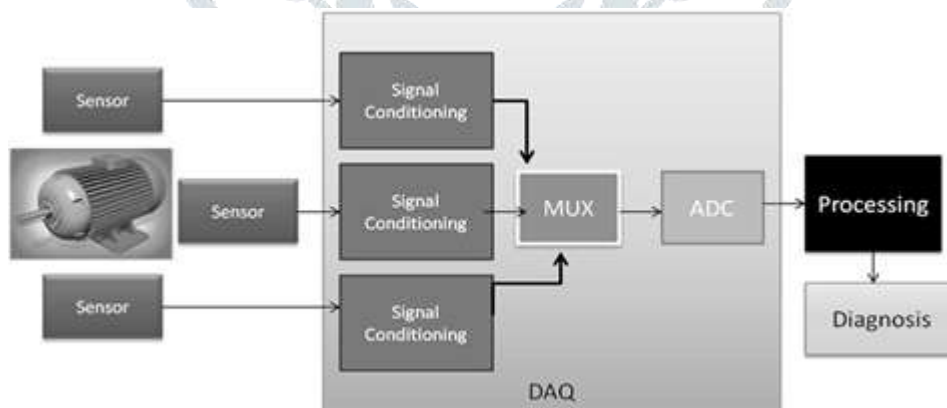 Sensor
Signal
Conditioning
Sensor
Signal
Conditioning
MUX
ADC
Processing
Sensor
Signal
Conditioning
Diagnosis
DAQ